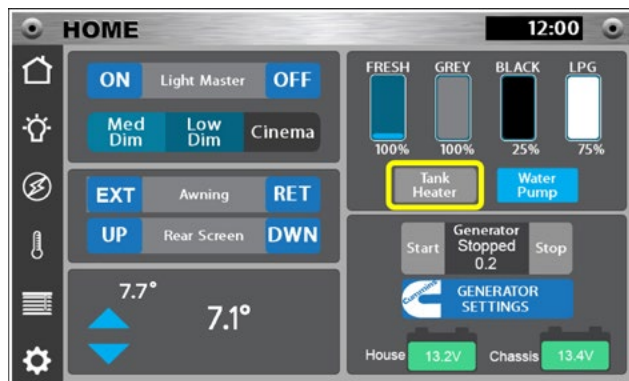 HOME
12:00
ON Light Master OFF
Med Dim
Low Dim
Cinema
EXT Awning RET
UP Rear Screen DWN
7.7°
7.1°
FRESH GREY BLACK LPG
100% 100% 25% 75%
Tank Heater
Water Pump
Generator
Start Stopped Stop
0.2
cummins
GENERATOR
SETTINGS
House 13.2V Chassis 13.4V